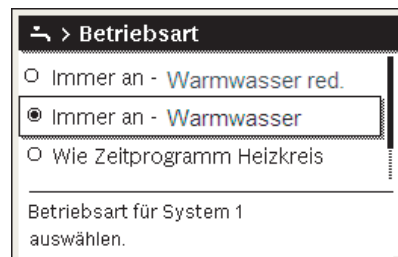 > Betriebsart
Immer an - Warmwasser red.
Immer an - Warmwasser
Wie Zeitprogramm Heizkreis
Betriebsart für System 1
auswählen.